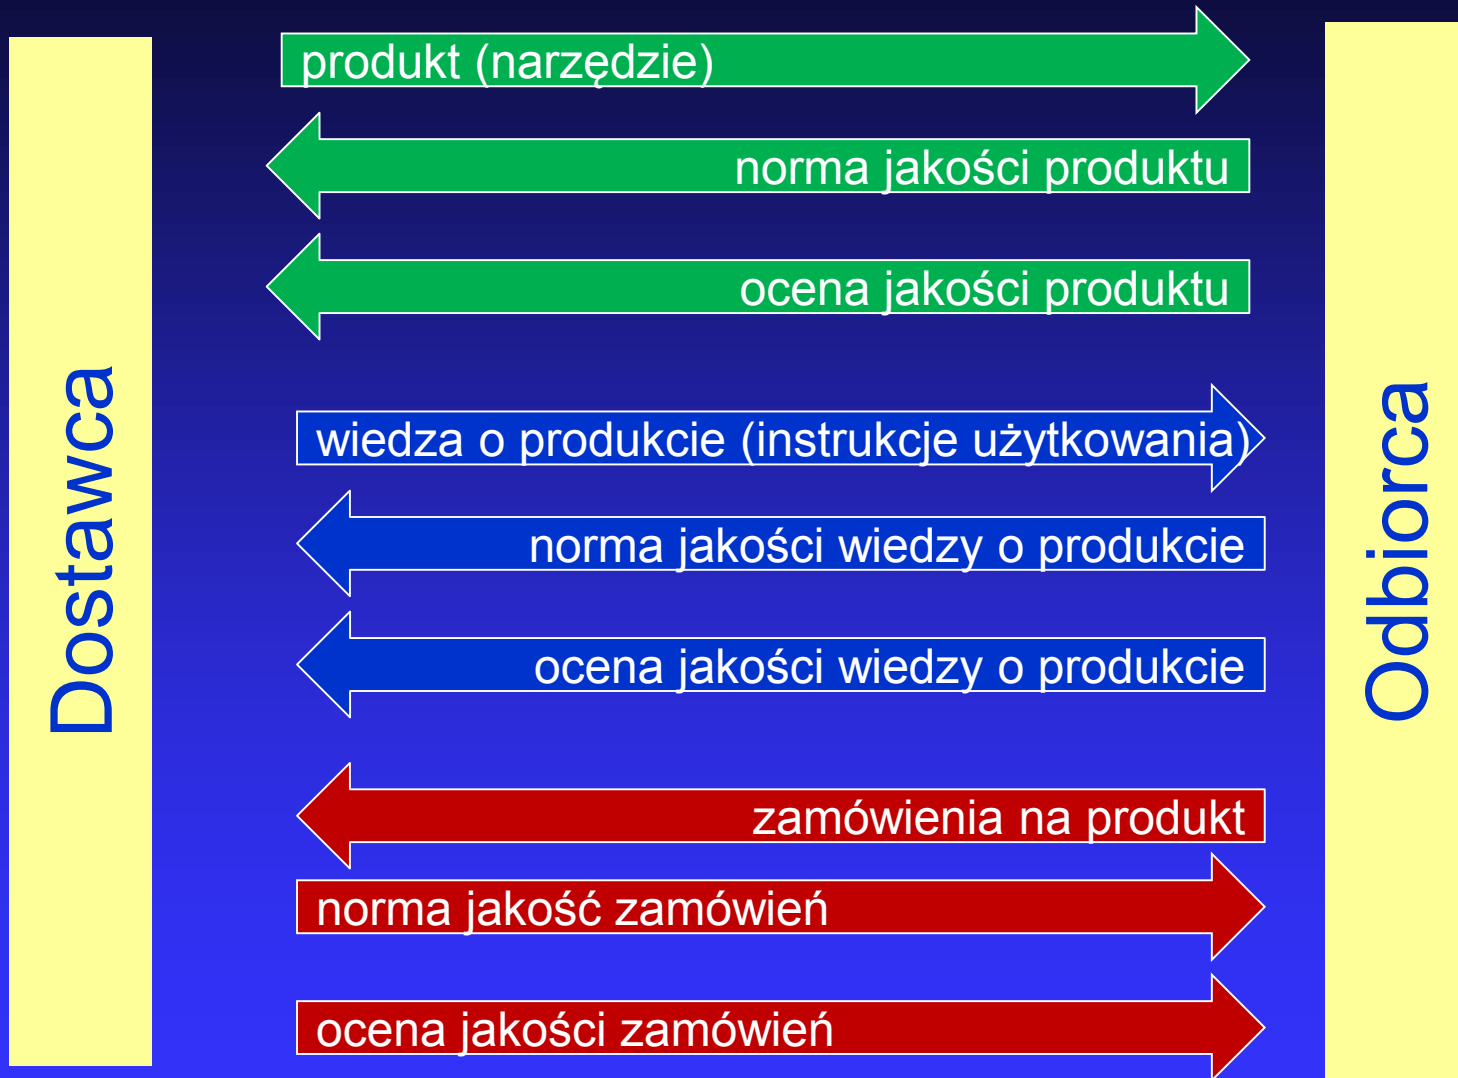 Dostawca
produkt (narzędzie)
norma jakości produktu
ocena jakości produktu
wiedza o produkcie (instrukcje użytkowania)
norma jakości wiedzy o produkcie
ocena jakości wiedzy o produkcie
zamówienia na produkt
norma jakość zamówień
ocena jakości zamówień
Odbiorca